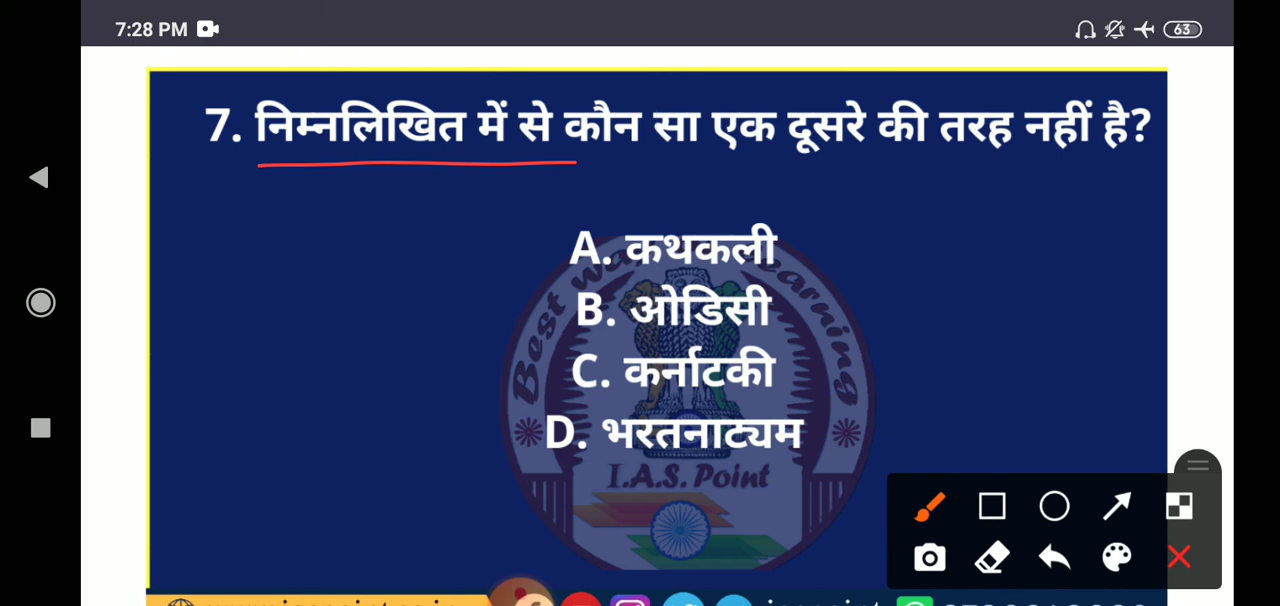 7:28 PM
63
7. निम्नलिखित में से कौन सा एक दूसरे की तरह नहीं है?
A. कथकली
B. ओडिसी
C. कर्नाटकी
D. भरतनाट्यम
I.A.S. Point